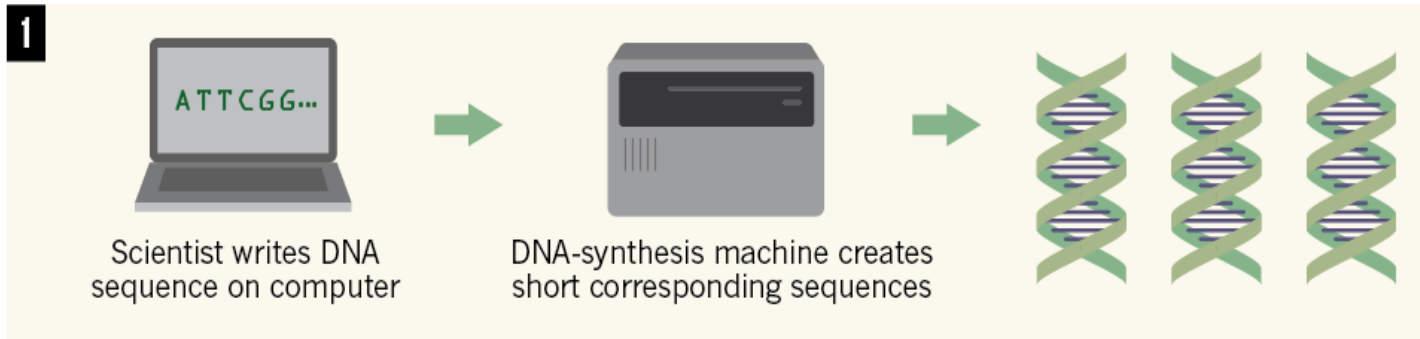 1
ATTCGG...
Scientist writes DNA
sequence on computer
DNA-synthesis machine creates
short corresponding sequences